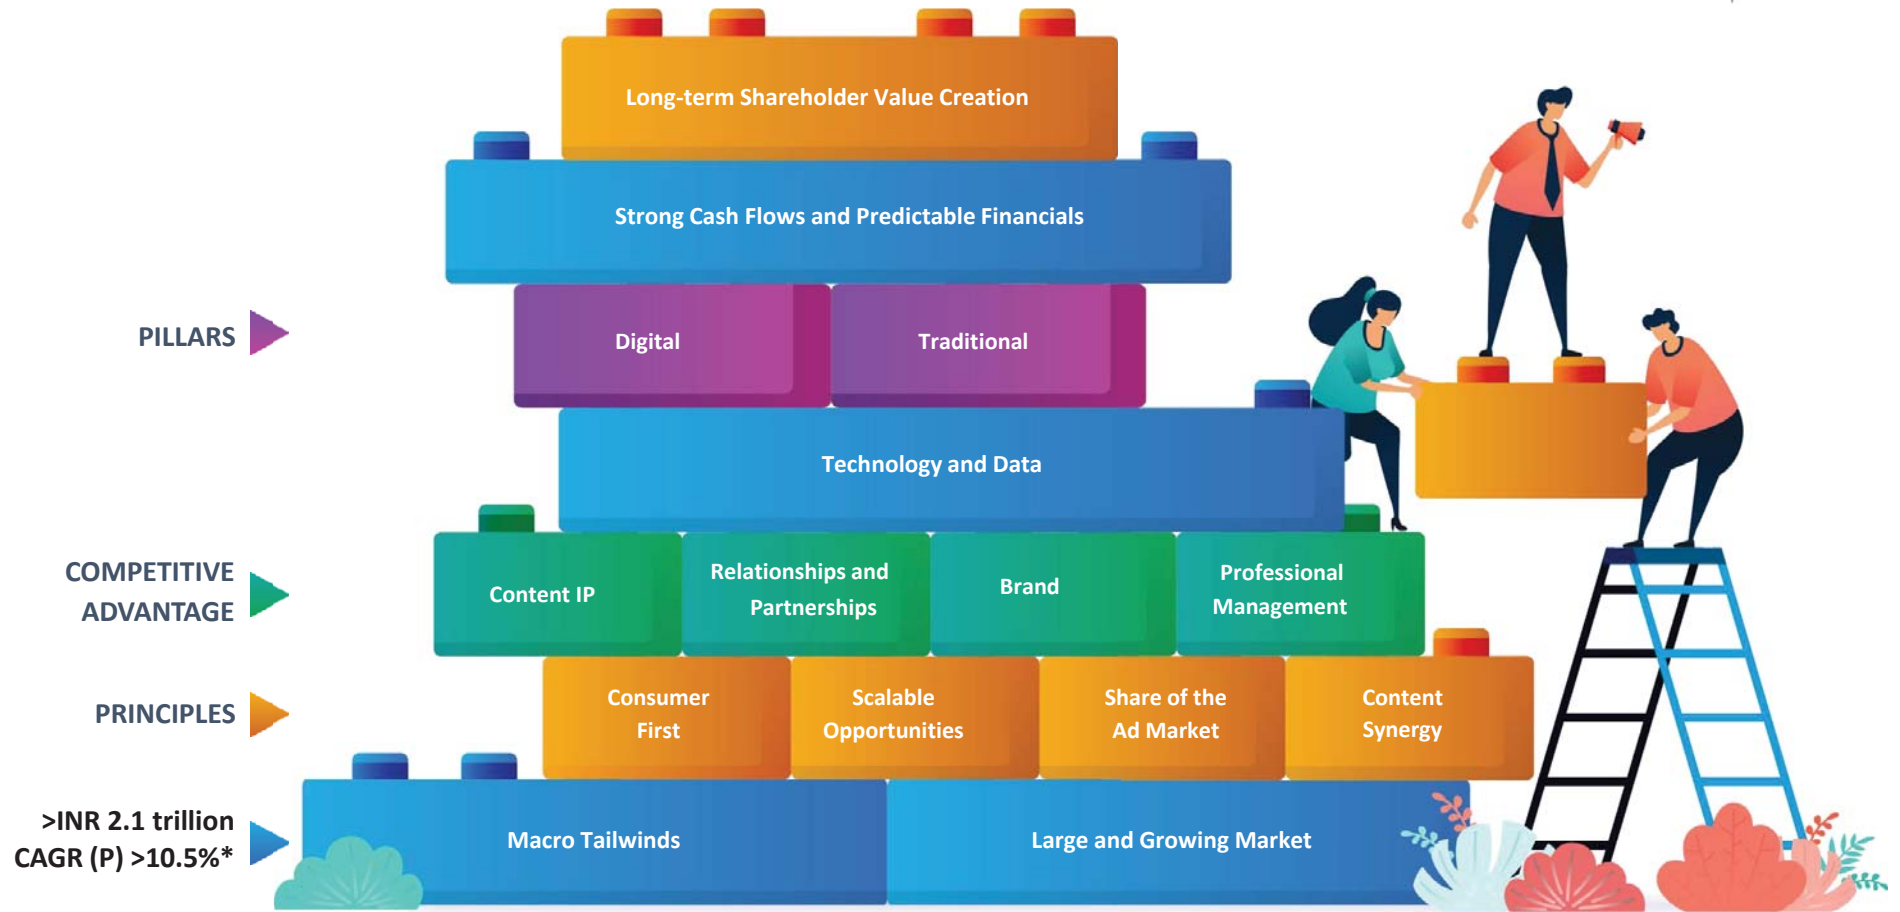 Long-term Shareholder Value Creation
Strong Cash Flows and Predictable Financials
PILLARS
Digital
Traditional
Technology and Data
COMPETITIVE
ADVANTAGE
Content IP
Relationships and
Partnerships
Brand
Professional
Management
PRINCIPLES
Consumer
First
Scalable
Opportunities
Share of the
Ad Market
Content
Synergy
>INR 2.1 trillion
CAGR (P) >10.5%*
Macro Tailwinds
Large and Growing Market